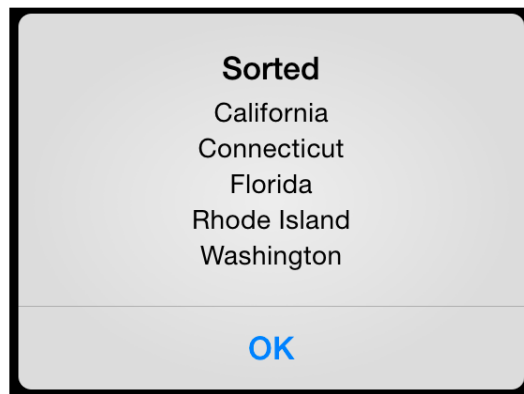 Sorted
California
Connecticut
Florida
Rhode Island
Washington
OK